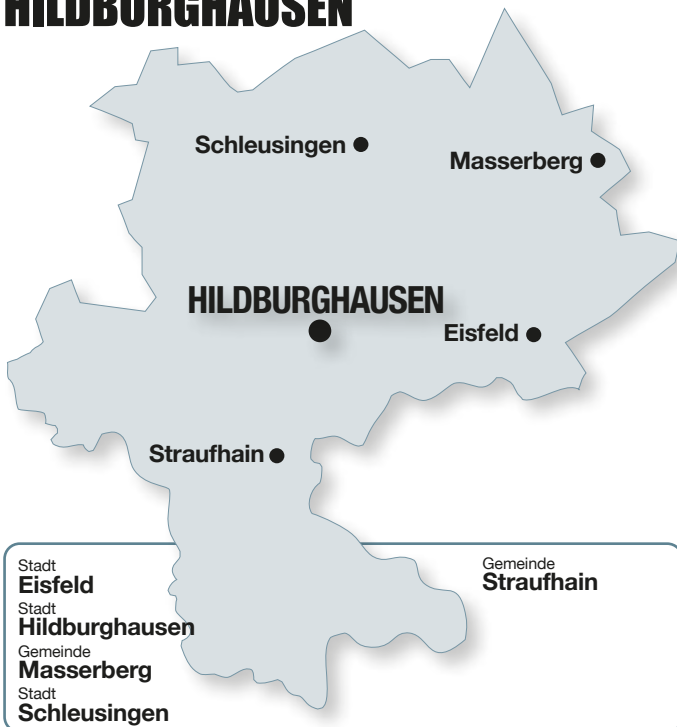 HILDBURGHAUSEN
Schleusingen
Masserberg
HILDBURGHAUSEN
Eisfeld
Straufhain
Stadt
Eisfeld
Stadt
Hildburghausen
Gemeinde
Masserberg
Stadt
Schleusingen
Gemeinde
Straufhain